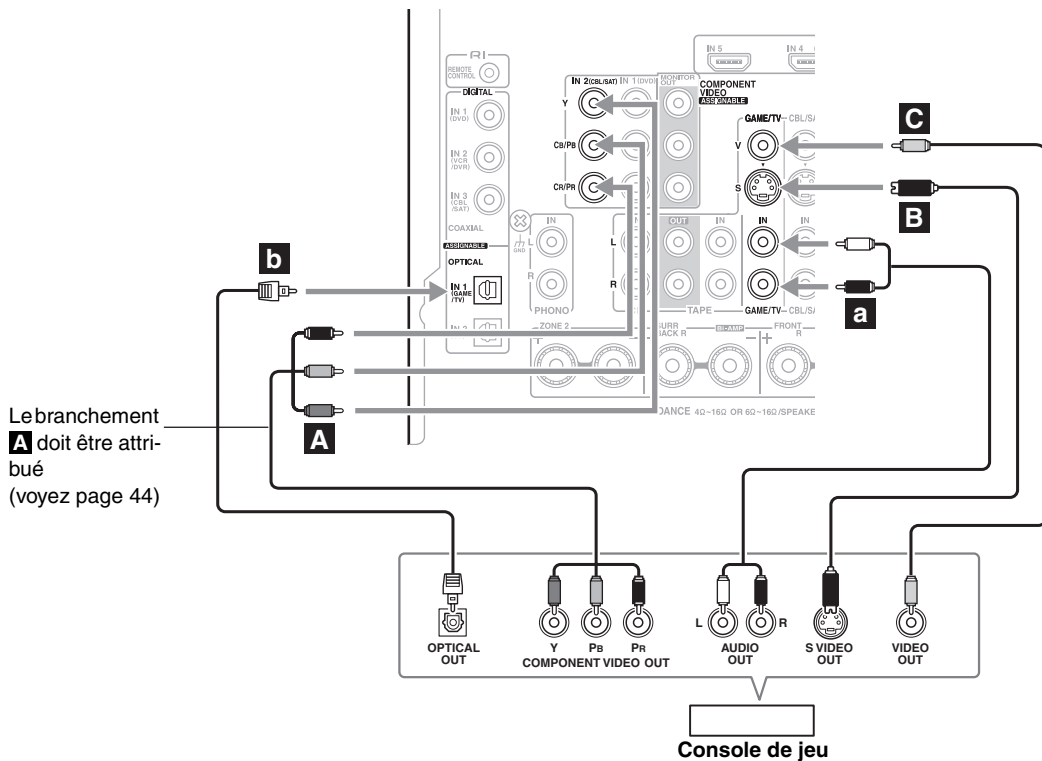 RI
REMOTE
CONTROL
DIGITAL
IN 1
(DVD)
IN 2
(VCR
/DVR)
IN 3
(CBL
/SAT)
COAXIAL
ASSIGNABLE
OPTICAL
IN 1
(GAME
/TV)
GND
IN 2(CBL/SAT)
IN 1(DVD)
MONITOR
OUT
COMPONENT
VIDEO
ASSIGNABLE
Y
CB/PB
CR/PR
IN 5
IN 4
GAME/TV
CBL/SA
V
S
C
B
IN
L
R
PHONO
L
R
OUT
IN
TAPE
IN
IN
GAME/TV
CBL/SA
a
b
A
ZONE 2
SURR
BACK R
BI-AMP
FRONT
R
DANCE 4Ω~16Ω OR 6Ω~16Ω/SPEAKE
Le branchement
A doit être attri-
bué
(voyez page 44)
OPTICAL
OUT
Y PB PR
COMPONENT VIDEO OUT
L R
AUDIO
OUT
S VIDEO
OUT
VIDEO
OUT
Console de jeu